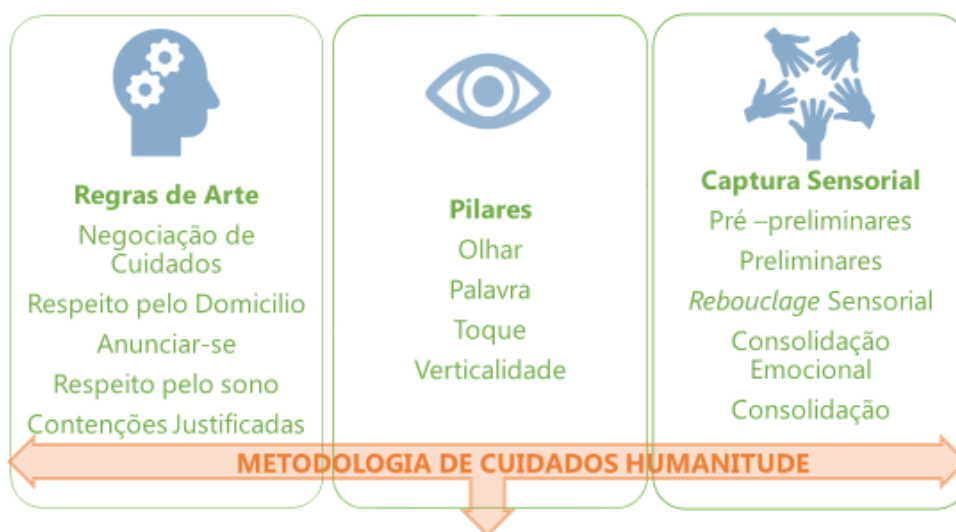 Regras de Arte
Negociação de
Cuidados
Respeito pelo Domicilio
Anunciar-se
Respeito pelo sono
Contenções Justificadas
Pilares
Olhar
Palavra
Toque
Verticalidade
Captura Sensorial
Pré –preliminares
Preliminares
Rebouclage Sensorial
Consolidação
Emocional
Consolidação
METODOLOGIA DE CUIDADOS HUMANITUDE